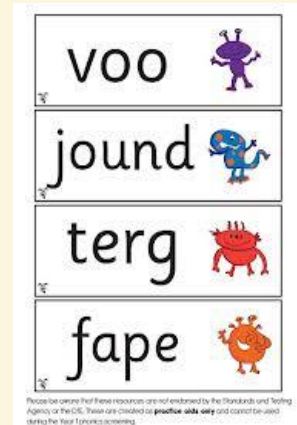 voo
jound
terg
fape
Please be aware that these resources are not endorsed by the Standards and Testing
Agency or the DfE. These are created as practice aids only and cannot be used
during the Year 1 phonics screening.